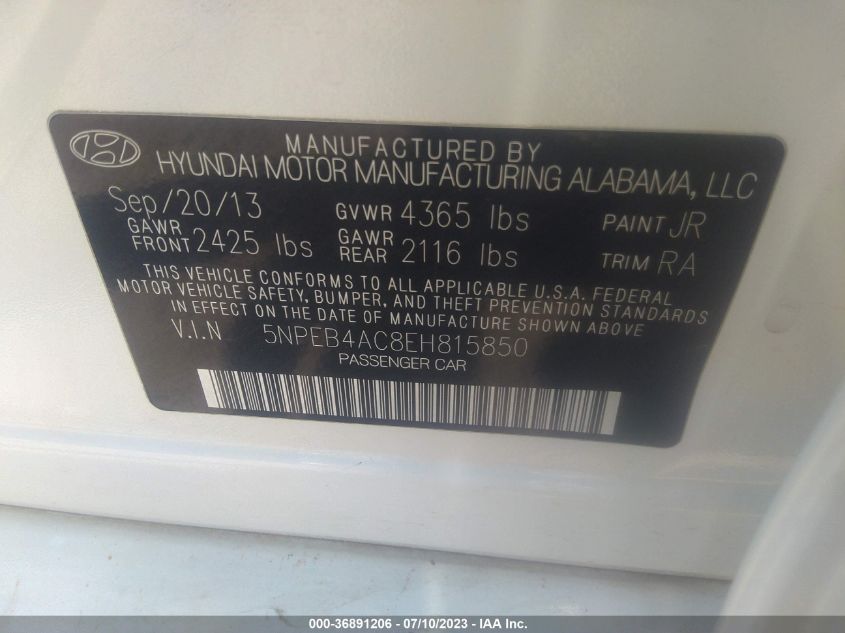 MANUFACTURED BY
HYUNDAI MOTOR MANUFACTURING ALABAMA, LLC
Sep/20/13 GVWR 4365 lbs PAINT JR
GAWR FRONT 2425 lbs GAWR REAR 2116 lbs TRIM RA
THIS VEHICLE CONFORMS TO ALL APPLICABLE U.S.A. FEDERAL
MOTOR VEHICLE SAFETY, BUMPER, AND THEFT PREVENTION STANDARDS
IN EFFECT ON THE DATE OF MANUFACTURE SHOWN ABOVE
V.I.N 5NPEB4AC8EH815850
PASSENGER CAR
000-36891206 - 07/10/2023 - IAA Inc.